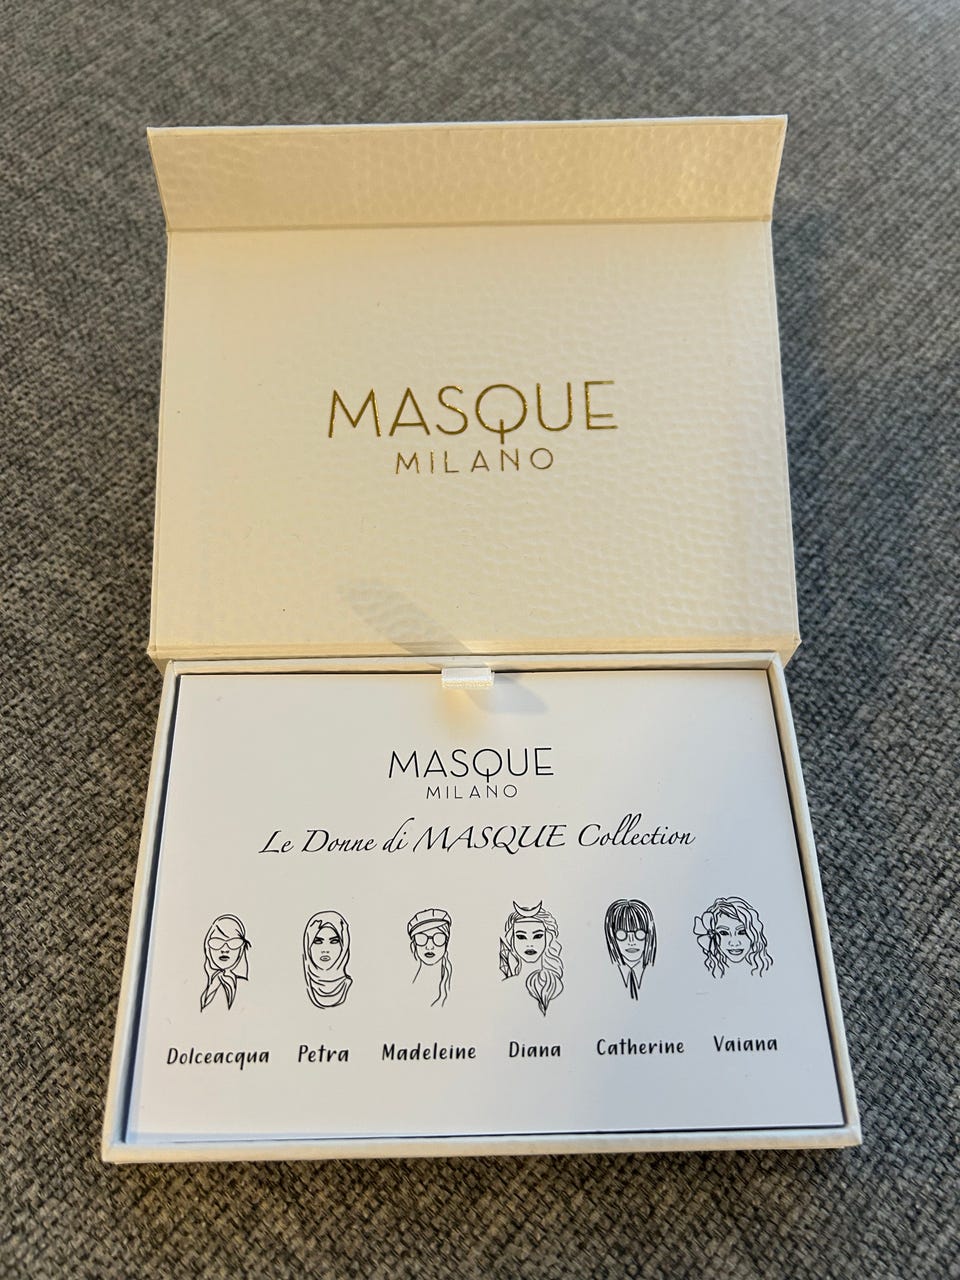 MASQUE
MILANO
MASQUE
MILANO
Le Donne di MASQUE Collection
Dolceacqua Petra Madeleine Diana Catherine Vaiana